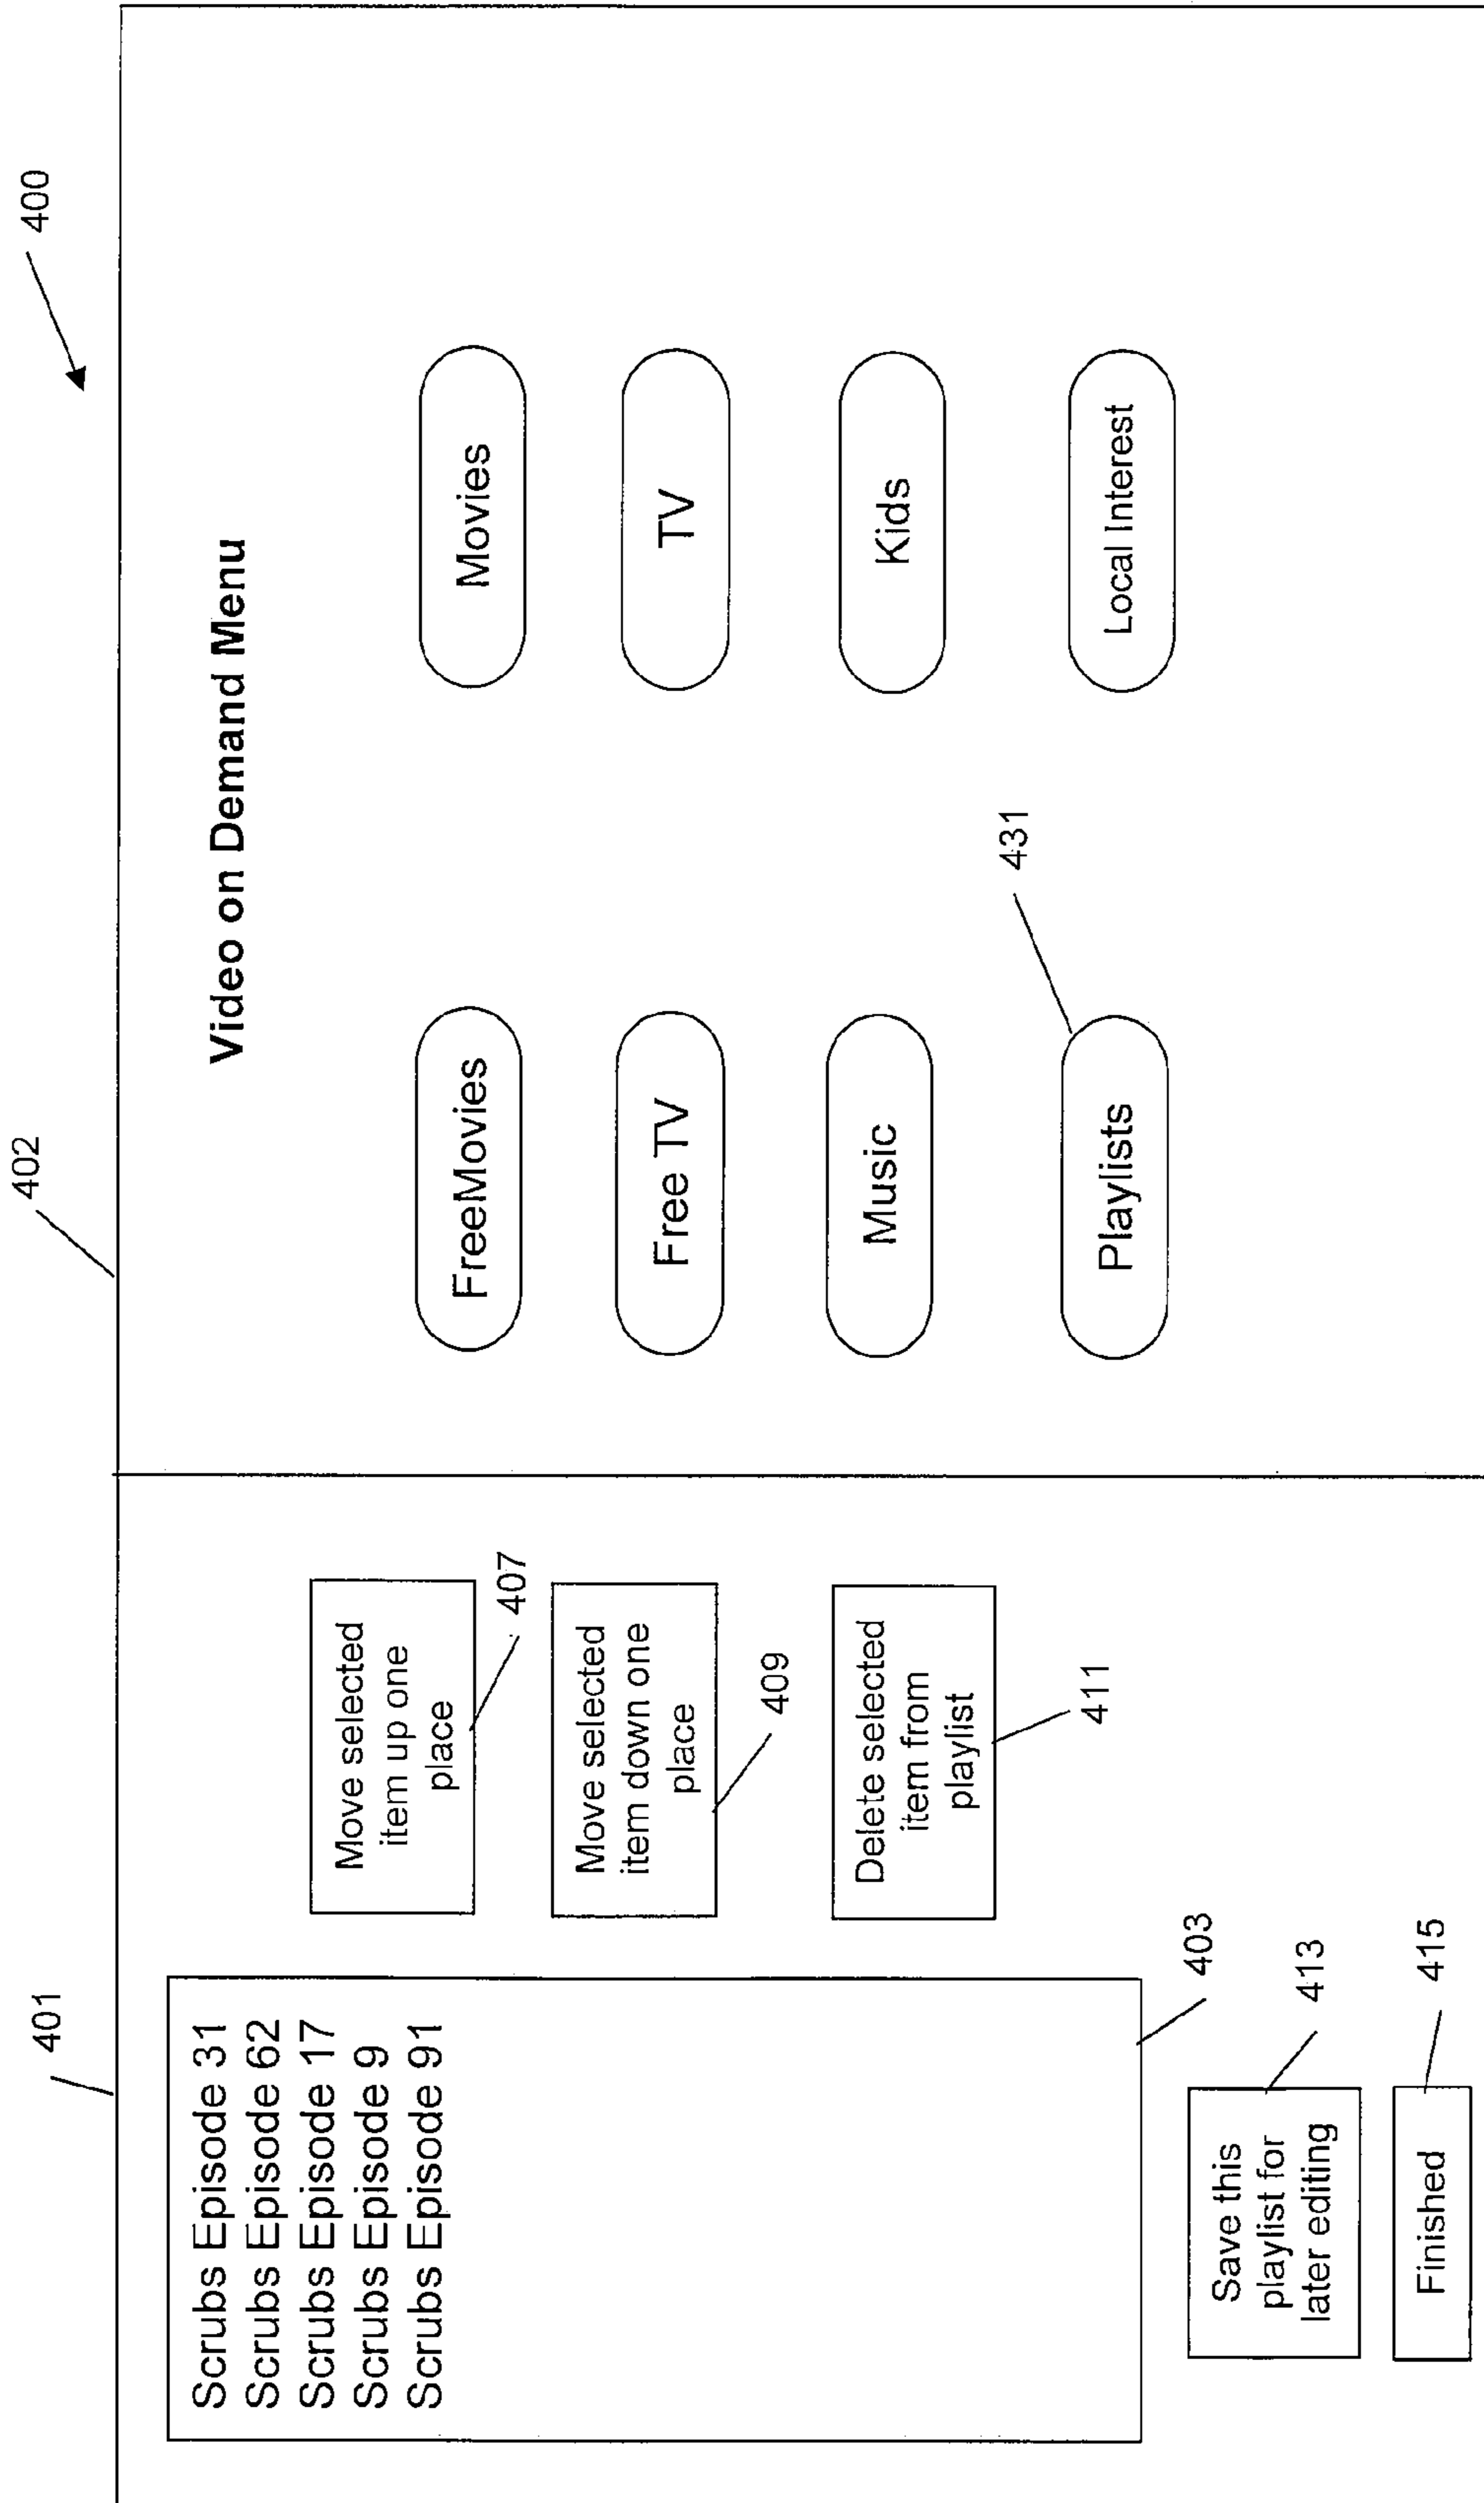 400
401
402
Scrubs Episode 31
Scrubs Episode 62
Scrubs Episode 17
Scrubs Episode 9
Scrubs Episode 91
403
Move selected
item up one
place
407
Move selected
item down one
place
409
Delete selected
item from
playlist
411
Save this
playlist for
later editing
413
Finished
415
Video on Demand Menu
FreeMovies
Movies
Free TV
TV
Music
Kids
Playlists
431
Local Interest